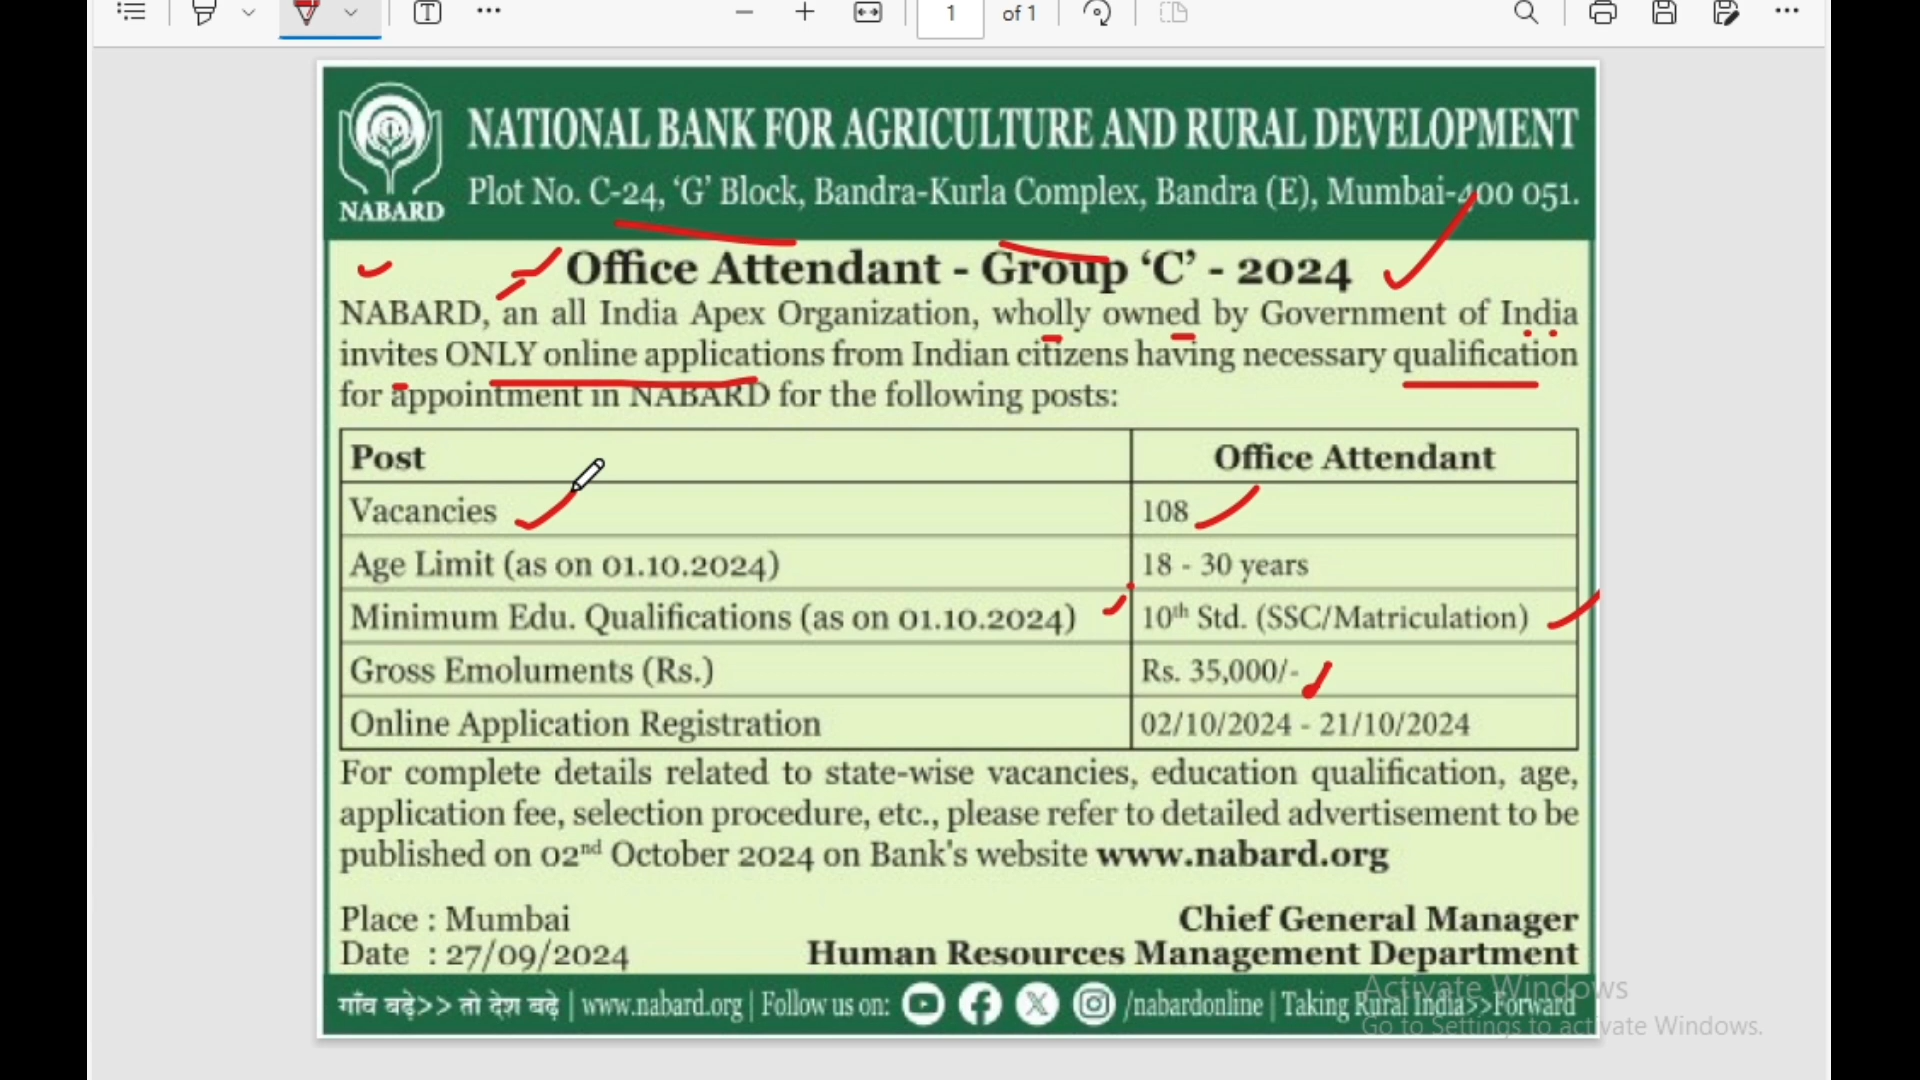 1 of 1
NATIONAL BANK FOR AGRICULTURE AND RURAL DEVELOPMENT
Plot No. C-24, 'G' Block, Bandra-Kurla Complex, Bandra (E), Mumbai-400 051.
NABARD
Office Attendant - Group 'C' - 2024
NABARD, an all India Apex Organization, wholly owned by Government of India
invites ONLY online applications from Indian citizens having necessary qualification
for appointment in NABARD for the following posts:
Post Office Attendant
Vacancies 108
Age Limit (as on 01.10.2024) 18 - 30 years
Minimum Edu. Qualifications (as on 01.10.2024) 10th Std. (SSC/Matriculation)
Gross Emoluments (Rs.) Rs. 35,000/-
Online Application Registration 02/10/2024 - 21/10/2024
For complete details related to state-wise vacancies, education qualification, age,
application fee, selection procedure, etc., please refer to detailed advertisement to be
published on 02nd October 2024 on Bank's website www.nabard.org
Place : Mumbai Chief General Manager
Date : 27/09/2024 Human Resources Management Department
गाँव बढ़े>> तो देश बढ़े | www.nabard.org | Follow us on: /nabardonline | Taking Rural India>>Forward
Activate Windows
Go to Settings to activate Windows.